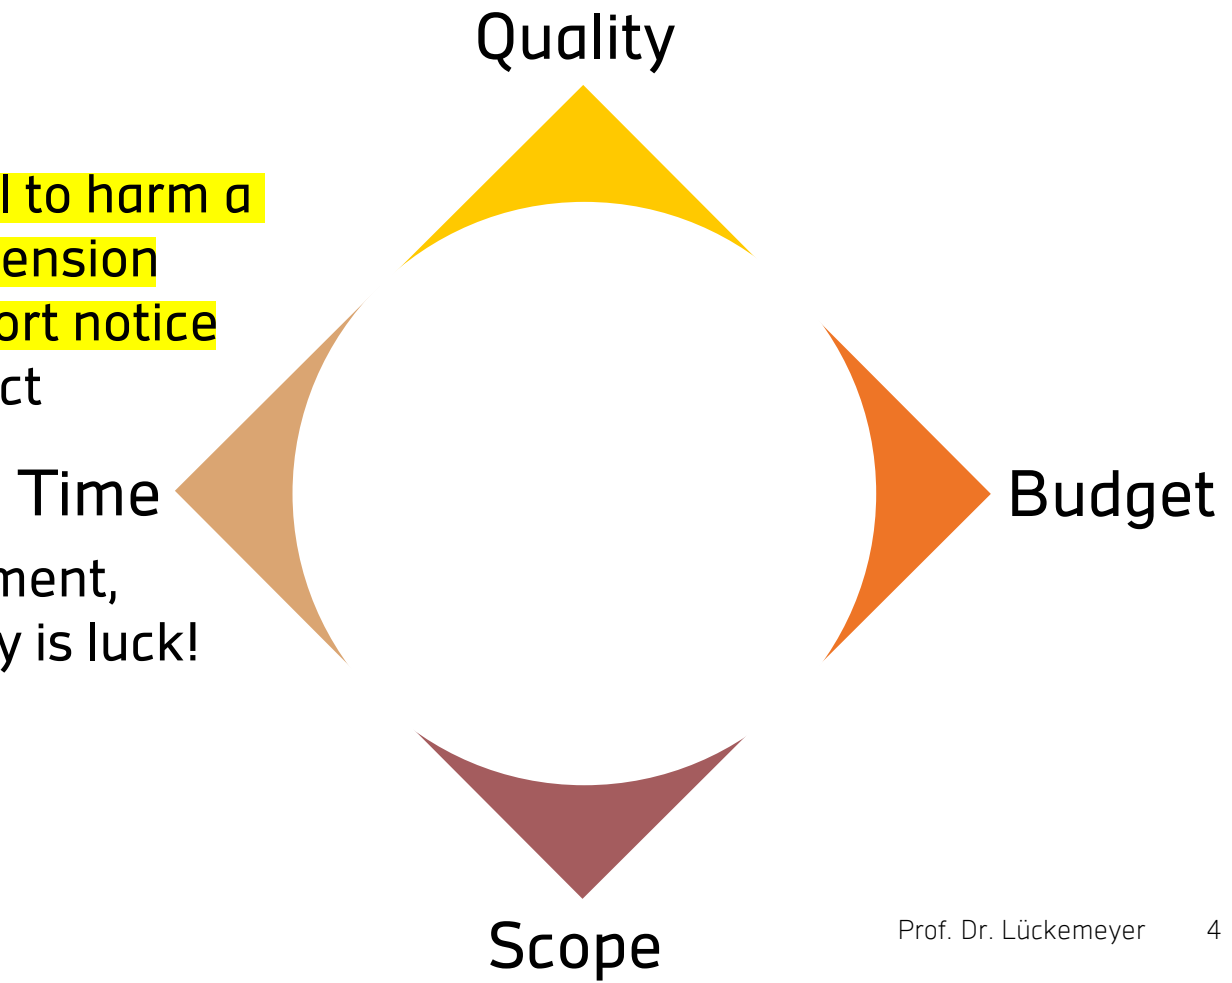 Quality
l to harm a
ension
ort notice
ct
Time
Budget
ment,
y is luck!
Scope
Prof. Dr. Lückemeyer 4